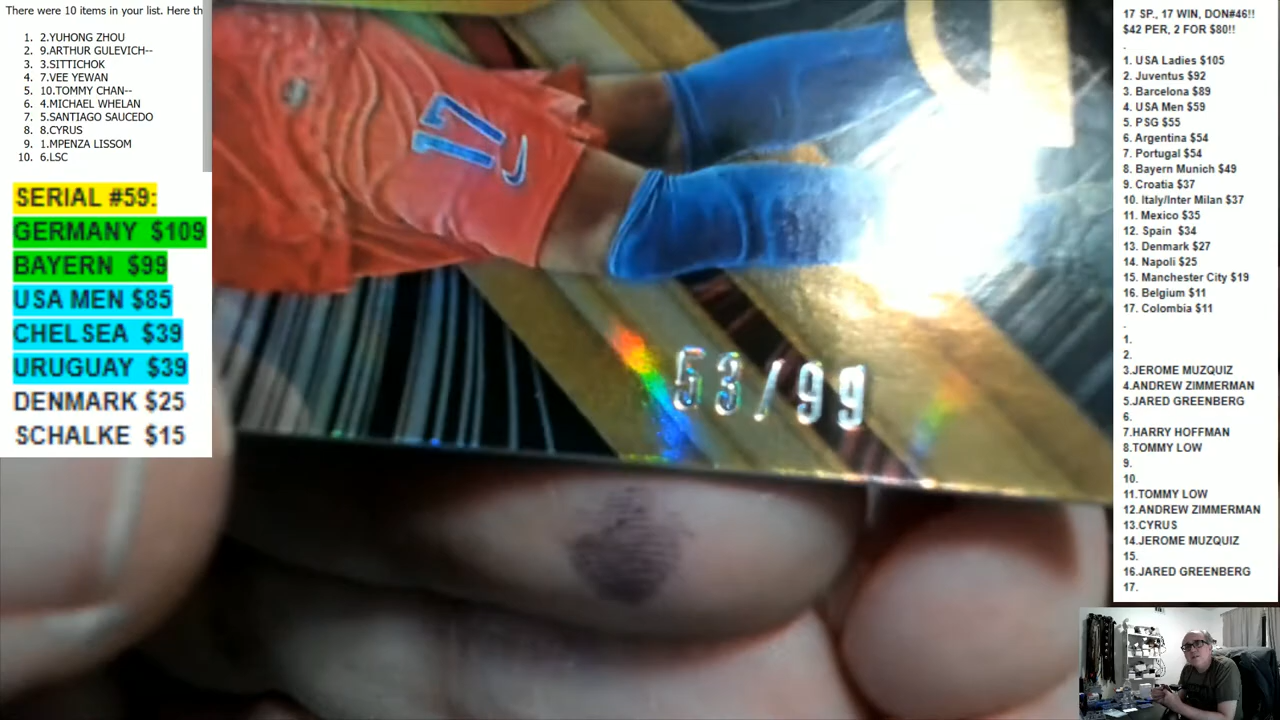 There were 10 items in your list. Here th
1. 2.YUHONG ZHOU
2. 9.ARTHUR GULEVICH--
3. 3.SITTICHOK
4. 7.VEE YEWAN
5. 10.TOMMY CHAN--
6. 4.MICHAEL WHELAN
7. 5.SANTIAGO SAUCEDO
8. 8.CYRUS
9. 1.MPENZA LISSOM
10. 6.LSC
SERIAL #59:
GERMANY $109
BAYERN $99
USA MEN $85
CHELSEA $39
URUGUAY $39
DENMARK $25
SCHALKE $15
17
53/99
17 SP., 17 WIN, DON#46!!
$42 PER, 2 FOR $80!!
.
1. USA Ladies $105
2. Juventus $92
3. Barcelona $89
4. USA Men $59
5. PSG $55
6. Argentina $54
7. Portugal $54
8. Bayern Munich $49
9. Croatia $37
10. Italy/Inter Milan $37
11. Mexico $35
12. Spain $34
13. Denmark $27
14. Napoli $25
15. Manchester City $19
16. Belgium $11
17. Colombia $11
.
1.
2.
3.JEROME MUZQUIZ
4.ANDREW ZIMMERMAN
5.JARED GREENBERG
6.
7.HARRY HOFFMAN
8.TOMMY LOW
9.
10.
11.TOMMY LOW
12.ANDREW ZIMMERMAN
13.CYRUS
14.JEROME MUZQUIZ
15.
16.JARED GREENBERG
17.